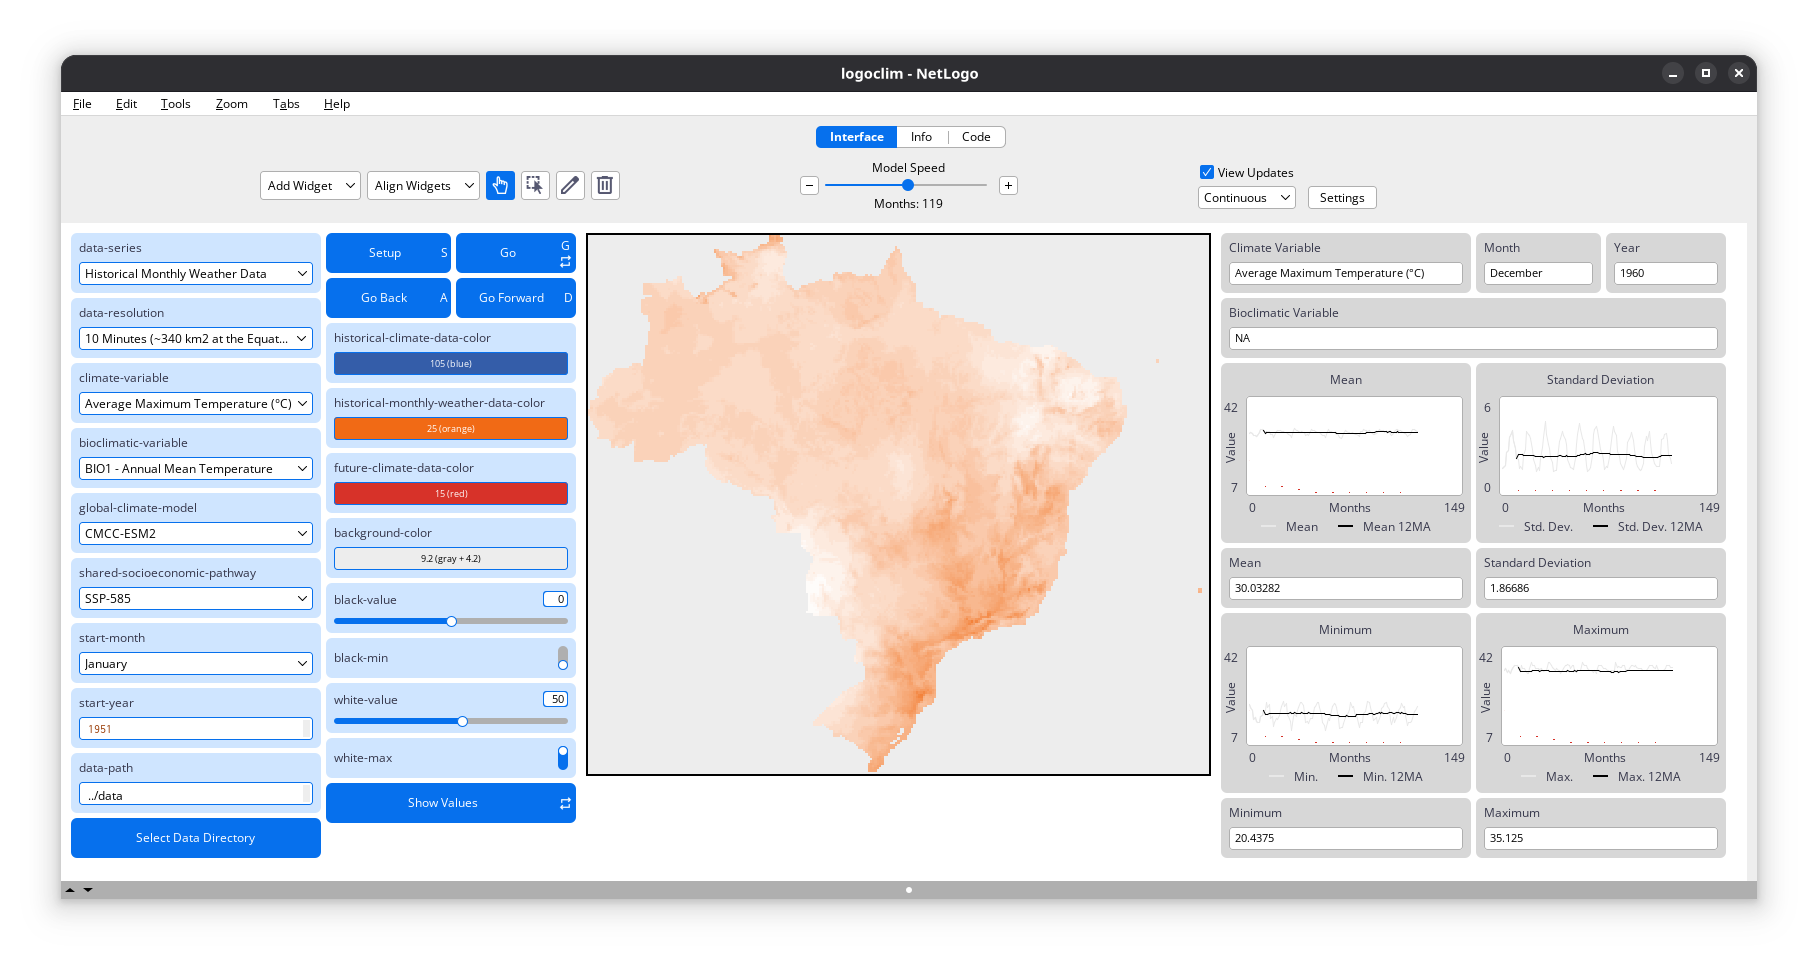 logoclim - NetLogo
File Edit Tools Zoom Tabs Help
Interface Info Code
Add Widget Align Widgets
Model Speed
Months: 119
View Updates
Continuous Settings
data-series
Historical Monthly Weather Data
data-resolution
10 Minutes (~340 km2 at the Equat...
climate-variable
Average Maximum Temperature (°C)
bioclimatic-variable
BIO1 - Annual Mean Temperature
global-climate-model
CMCC-ESM2
shared-socioeconomic-pathway
SSP-585
start-month
January
start-year
1951
data-path
../data
Select Data Directory
Setup S
Go G
Go Back A
Go Forward D
historical-climate-data-color
105 (blue)
historical-monthly-weather-data-color
25 (orange)
future-climate-data-color
15 (red)
background-color
9.2 (gray + 4.2)
black-value 0
black-min
white-value 50
white-max
Show Values
Climate Variable
Average Maximum Temperature (°C)
Month
December
Year
1960
Bioclimatic Variable
NA
Mean
42
Value
7
0 Months 149
Mean Mean 12MA
Standard Deviation
6
Value
0
0 Months 149
Std. Dev. Std. Dev. 12MA
Mean
30.03282
Standard Deviation
1.86686
Minimum
42
Value
7
0 Months 149
Min. Min. 12MA
Maximum
42
Value
7
0 Months 149
Max. Max. 12MA
Minimum
20.4375
Maximum
35.125